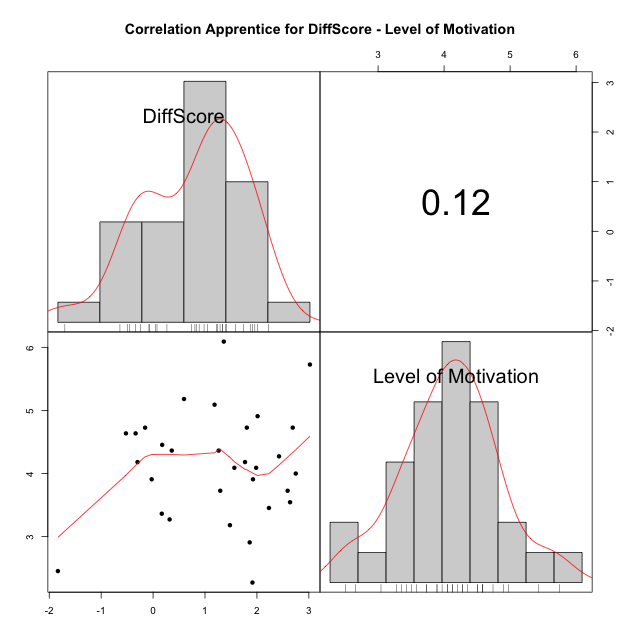 Correlation Apprentice for DiffScore - Level of Motivation
3 4 5 6
DiffScore
0.12
3
2
1
0
-1
-2
Level of Motivation
6
5
4
3
-2 -1 0 1 2 3